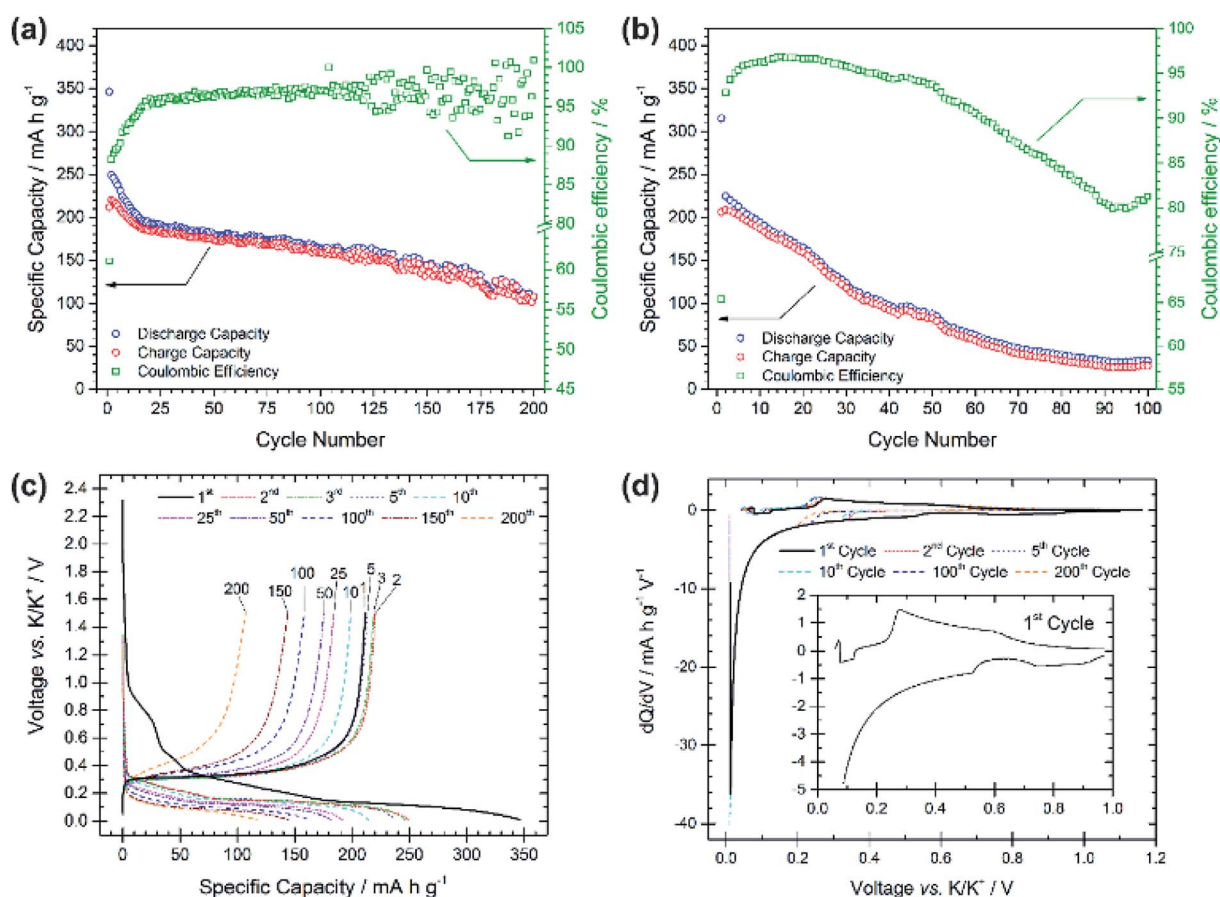 (a)
400
350
300
250
200
150
100
50
0
Specific Capacity / mA h g⁻¹
105
100
95
90
85
80
60
55
50
45
Coulombic efficiency / %
Discharge Capacity
Charge Capacity
Coulombic Efficiency
0 25 50 75 100 125 150 175 200
Cycle Number
(b)
400
350
300
250
200
150
100
50
0
Specific Capacity / mA h g⁻¹
100
95
90
85
80
75
65
60
55
Coulombic efficiency / %
Discharge Capacity
Charge Capacity
Coulombic Efficiency
0 10 20 30 40 50 60 70 80 90 100
Cycle Number
(c)
2.4
2.2
2.0
1.8
1.6
1.4
1.2
1.0
0.8
0.6
0.4
0.2
0.0
Voltage vs. K/K⁺ / V
1ˢᵗ 2ⁿᵈ 3ʳᵈ 5ᵗʰ 10ᵗʰ
25ᵗʰ 50ᵗʰ 100ᵗʰ 150ᵗʰ 200ᵗʰ
200 150 100 50 25 10 1 5 3 2
0 50 100 150 200 250 300 350
Specific Capacity / mA h g⁻¹
(d)
0
-10
-20
-30
-40
dQ/dV / mA h g⁻¹ V⁻¹
1ˢᵗ Cycle 2ⁿᵈ Cycle 5ᵗʰ Cycle
10ᵗʰ Cycle 100ᵗʰ Cycle 200ᵗʰ Cycle
1ˢᵗ Cycle
2
1
0
-1
-2
-3
-4
-5
0.0 0.2 0.4 0.6 0.8 1.0
0.0 0.2 0.4 0.6 0.8 1.0 1.2
Voltage vs. K/K⁺ / V